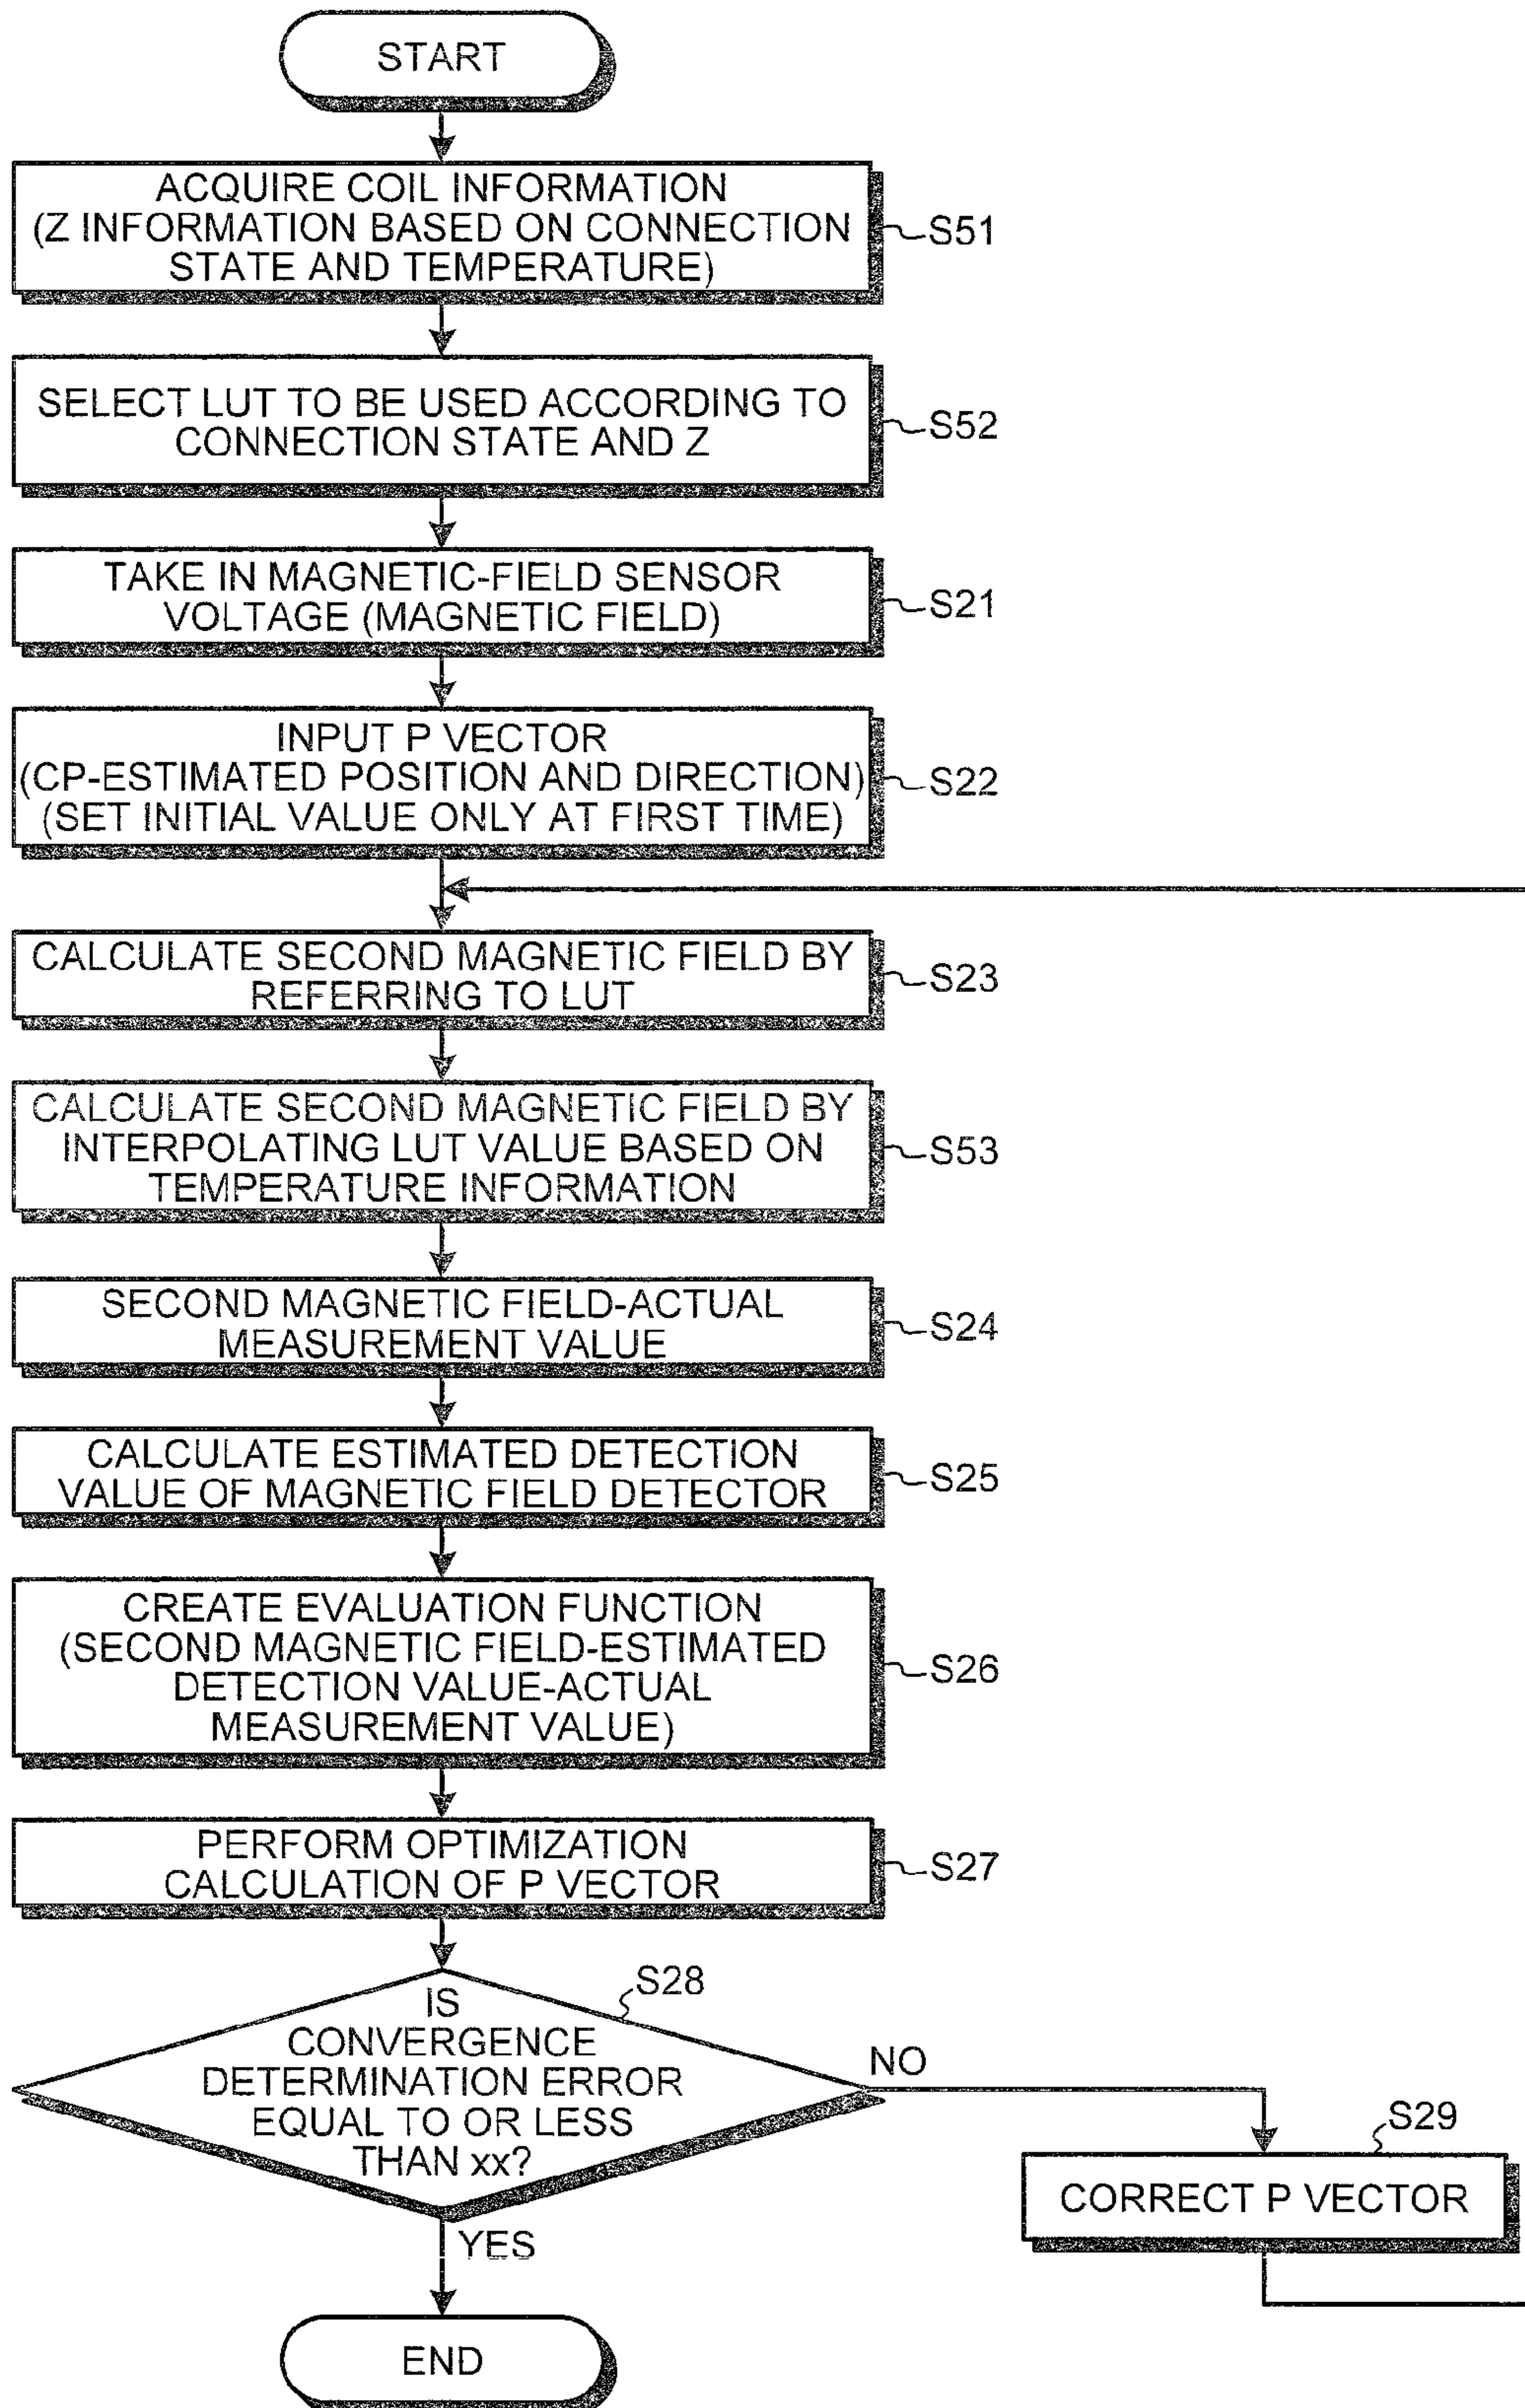 START
ACQUIRE COIL INFORMATION
(Z INFORMATION BASED ON CONNECTION
STATE AND TEMPERATURE)
S51
SELECT LUT TO BE USED ACCORDING TO
CONNECTION STATE AND Z
S52
TAKE IN MAGNETIC-FIELD SENSOR
VOLTAGE (MAGNETIC FIELD)
S21
INPUT P VECTOR
(CP-ESTIMATED POSITION AND DIRECTION)
(SET INITIAL VALUE ONLY AT FIRST TIME)
S22
CALCULATE SECOND MAGNETIC FIELD BY
REFERRING TO LUT
S23
CALCULATE SECOND MAGNETIC FIELD BY
INTERPOLATING LUT VALUE BASED ON
TEMPERATURE INFORMATION
S53
SECOND MAGNETIC FIELD-ACTUAL
MEASUREMENT VALUE
S24
CALCULATE ESTIMATED DETECTION
VALUE OF MAGNETIC FIELD DETECTOR
S25
CREATE EVALUATION FUNCTION
(SECOND MAGNETIC FIELD-ESTIMATED
DETECTION VALUE-ACTUAL
MEASUREMENT VALUE)
S26
PERFORM OPTIMIZATION
CALCULATION OF P VECTOR
S27
S28
IS
CONVERGENCE
DETERMINATION ERROR
EQUAL TO OR LESS
THAN xx?
NO
S29
CORRECT P VECTOR
YES
END